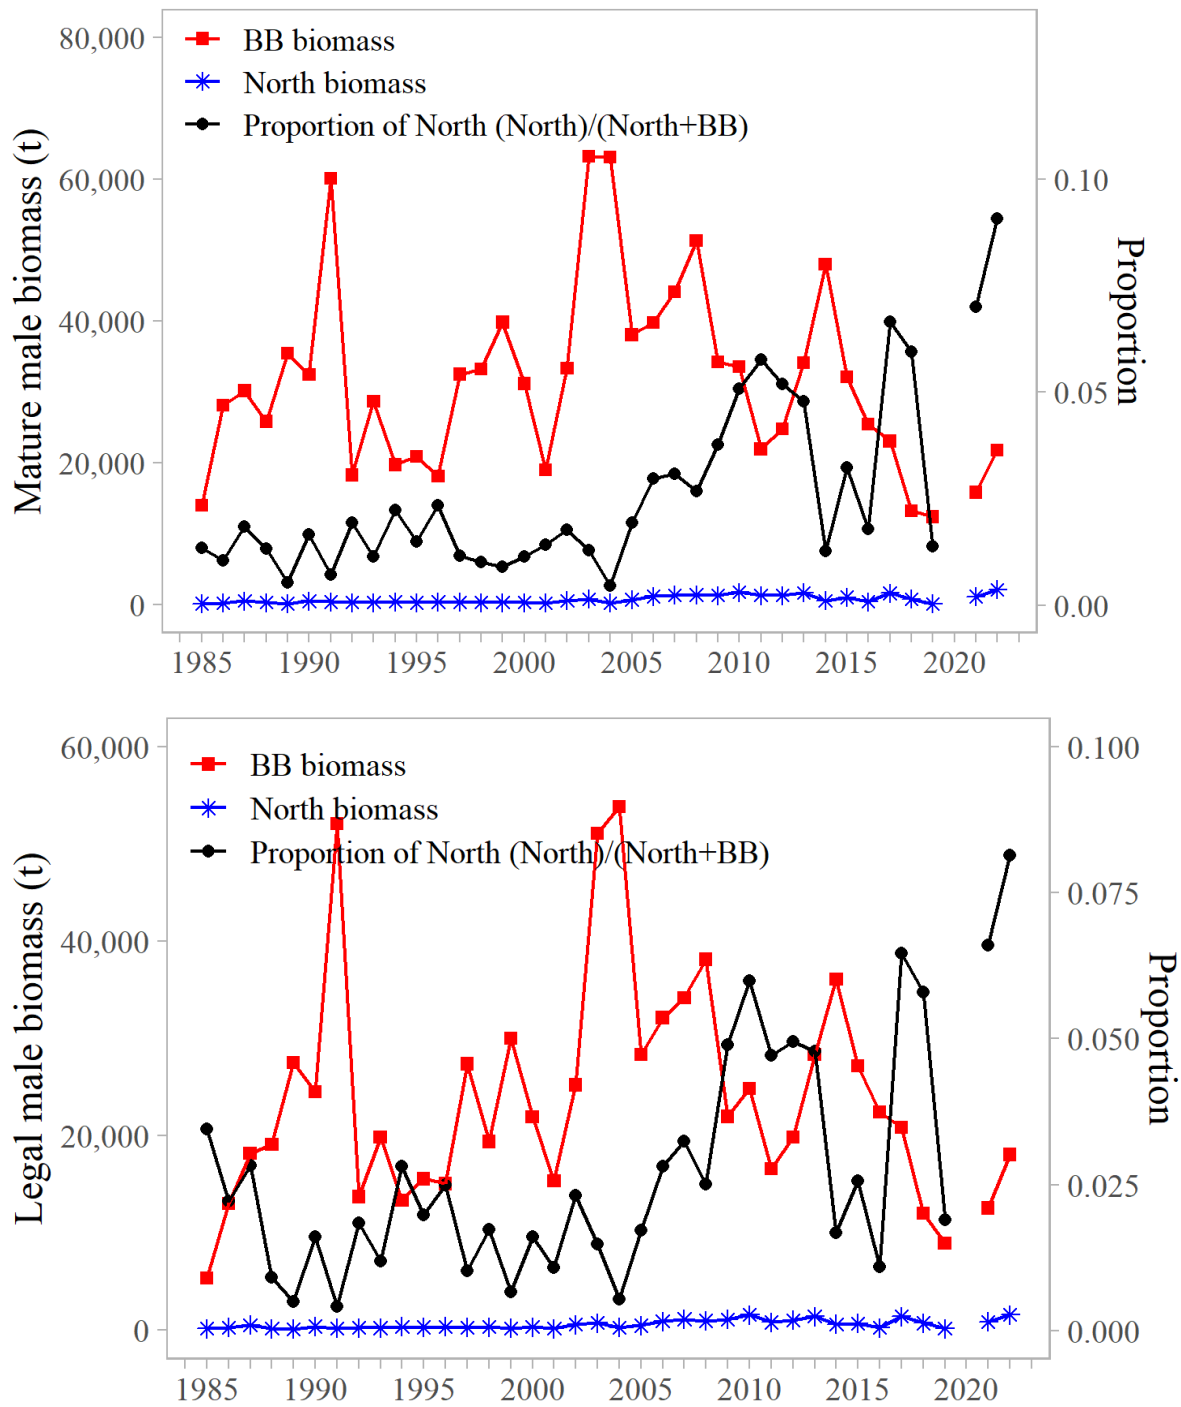 80,000
60,000
40,000
20,000
0
Mature male biomass (t)
BB biomass
North biomass
Proportion of North (North)/(North+BB)
0.10
0.05
0.00
Proportion
1985 1990 1995 2000 2005 2010 2015 2020
60,000
40,000
20,000
0
Legal male biomass (t)
BB biomass
North biomass
Proportion of North (North)/(North+BB)
0.100
0.075
0.050
0.025
0.000
Proportion
1985 1990 1995 2000 2005 2010 2015 2020